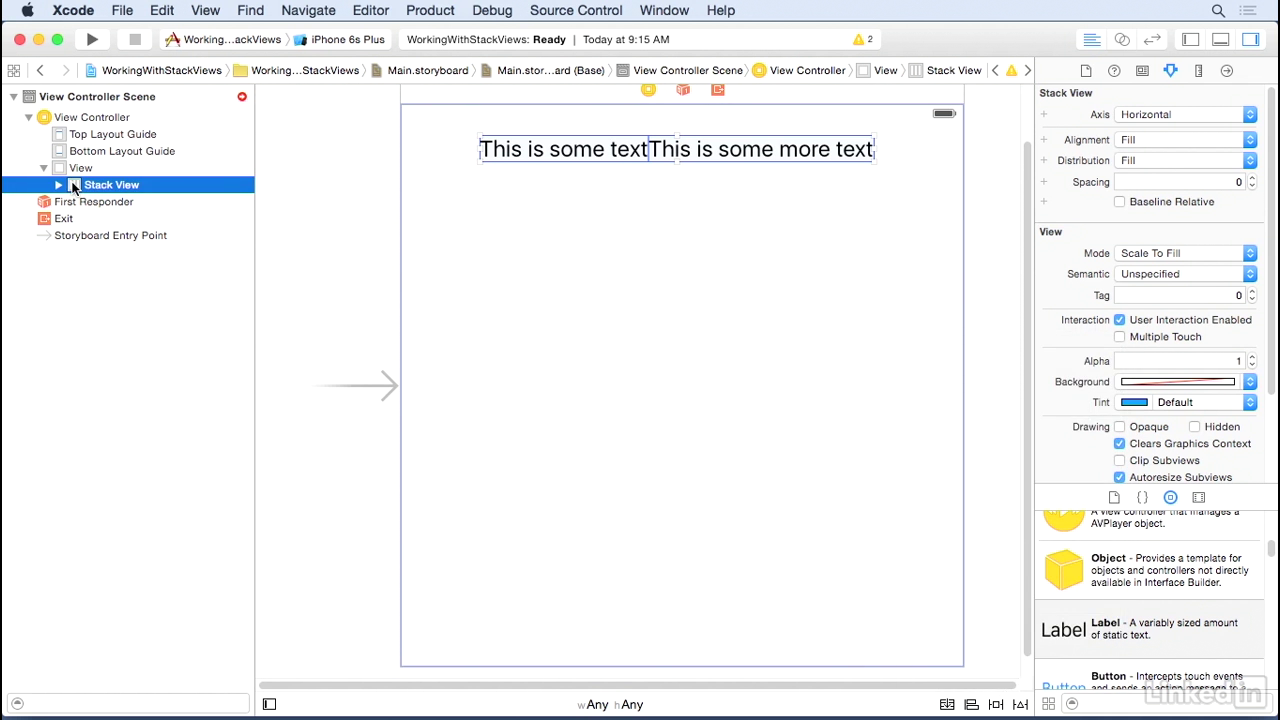 Xcode File Edit View Find Navigate Editor Product Debug Source Control Window Help
Working...ackViews iPhone 6s Plus WorkingWithStackViews: Ready Today at 9:15 AM 2
WorkingWithStackViews Working...StackViews Main.storyboard Main.stor...ard (Base) View Controller Scene View Controller View Stack View
View Controller Scene
View Controller
Top Layout Guide
Bottom Layout Guide
View
Stack View
First Responder
Exit
Storyboard Entry Point
This is some textThis is some more text
Stack View
Axis Horizontal
Alignment Fill
Distribution Fill
Spacing 0
Baseline Relative
View
Mode Scale To Fill
Semantic Unspecified
Tag 0
Interaction User Interaction Enabled
Multiple Touch
Alpha 1
Background
Tint Default
Drawing Opaque Hidden
Clears Graphics Context
Clip Subviews
Autoresize Subviews
A view controller that manages a
AVPlayer object.
Object - Provides a template for
objects and controllers not directly
available in Interface Builder.
Label
Label - A variably sized amount
of static text.
Button
Button - Intercepts touch events
and sends an action message to a
wAny hAny
Linked in